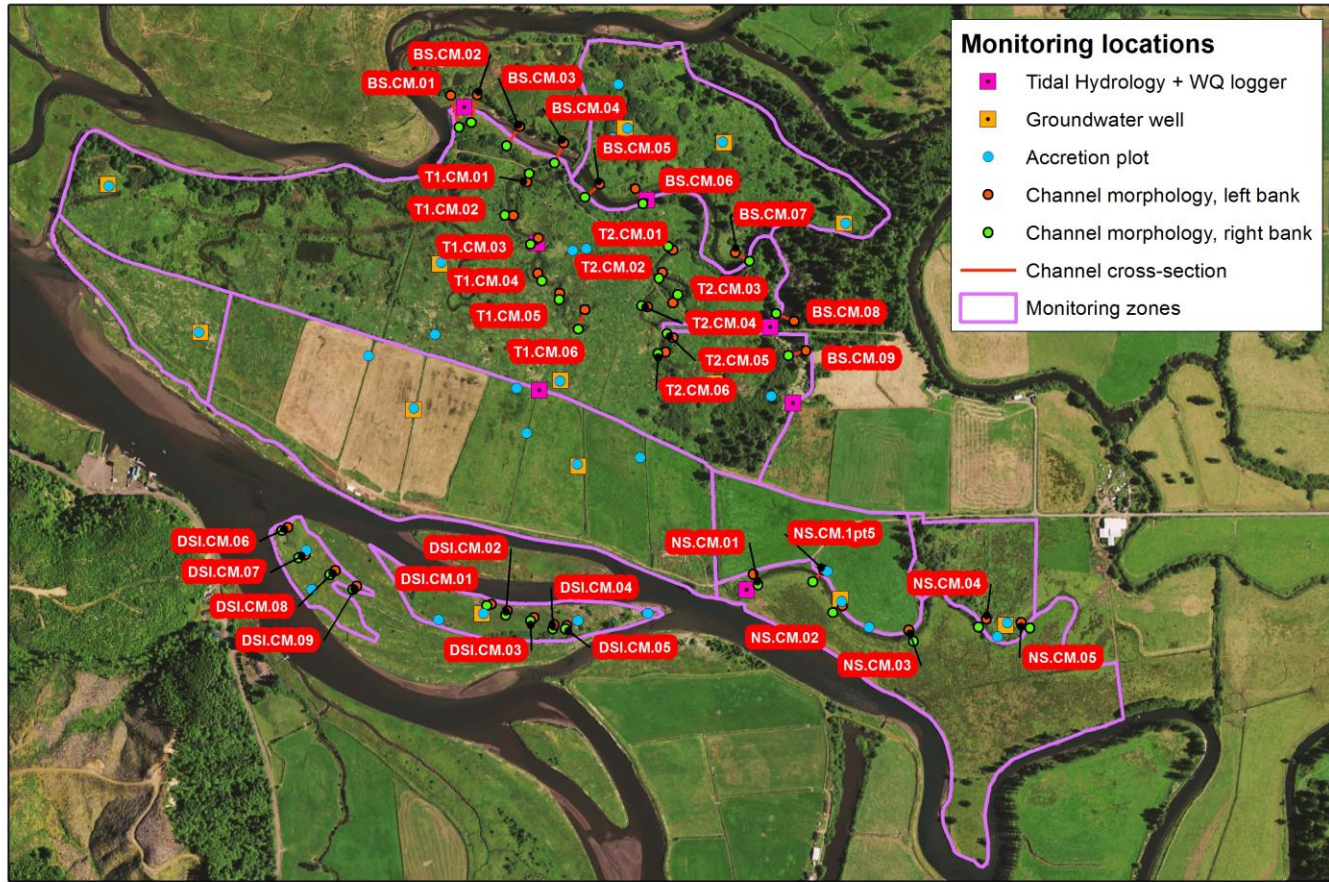 Monitoring locations
Tidal Hydrology + WQ logger
Groundwater well
Accretion plot
Channel morphology, left bank
Channel morphology, right bank
Channel cross-section
Monitoring zones
BS.CM.02
BS.CM.01
BS.CM.03
BS.CM.04
BS.CM.05
T1.CM.01
BS.CM.06
T1.CM.02
BS.CM.07
T2.CM.01
T1.CM.03
T2.CM.02
T1.CM.04
T2.CM.03
T1.CM.05
T2.CM.04
BS.CM.08
T1.CM.06
T2.CM.05
BS.CM.09
T2.CM.06
DSI.CM.06
DSI.CM.02
NS.CM.01
NS.CM.1pt5
DSI.CM.07
DSI.CM.01
DSI.CM.04
NS.CM.04
DSI.CM.08
DSI.CM.09
DSI.CM.03
DSI.CM.05
NS.CM.02
NS.CM.03
NS.CM.05